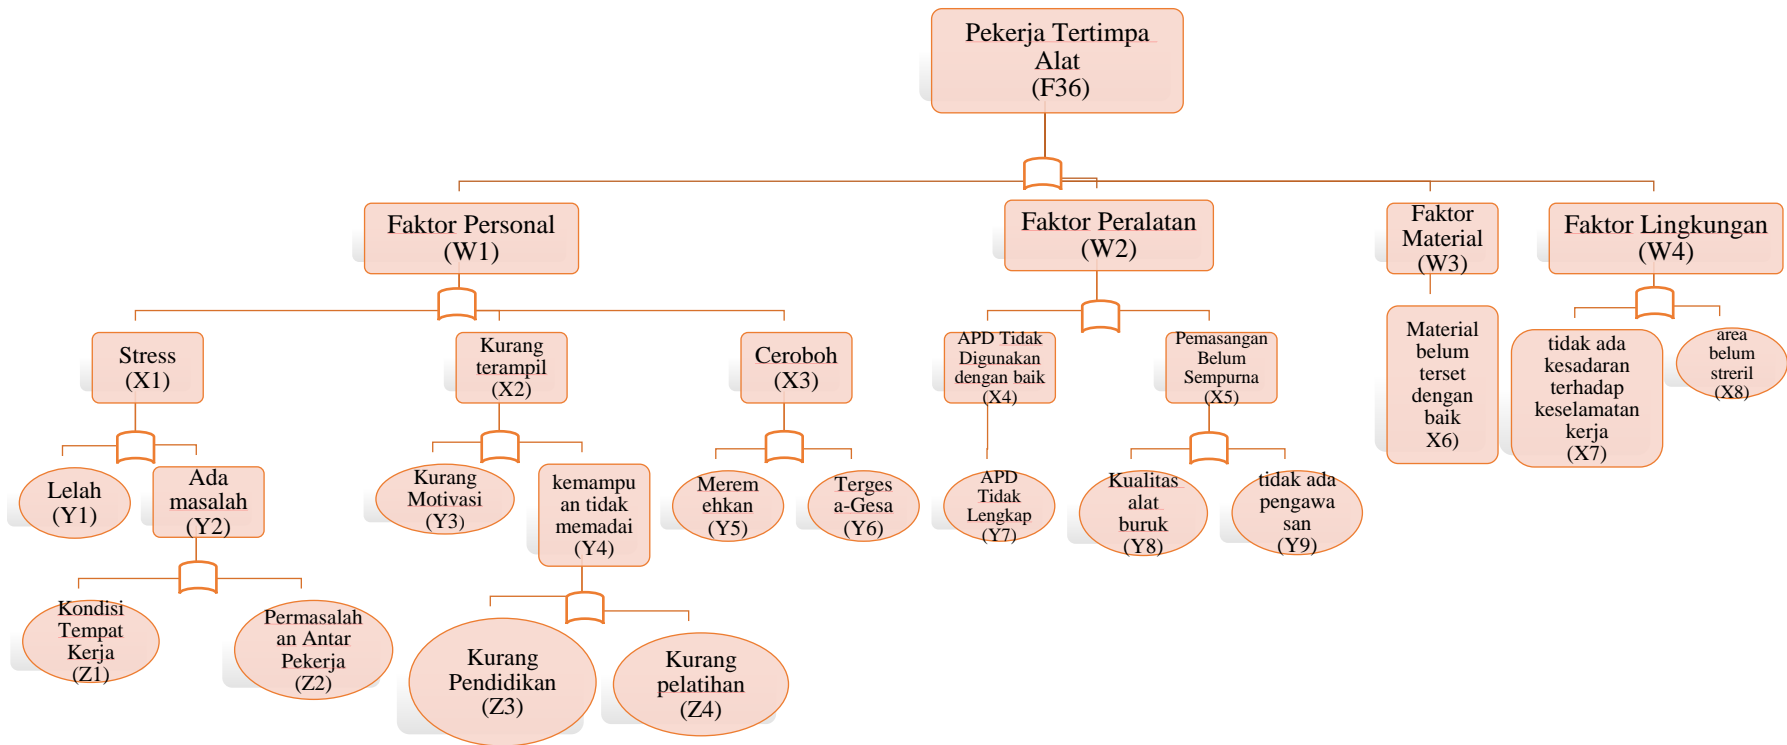 Pekerja Tertimpa
Alat
(F36)
Faktor Personal
(W1)
Faktor Peralatan
(W2)
Faktor
Material
(W3)
Faktor Lingkungan
(W4)
Stress
(X1)
Kurang
terampil
(X2)
Ceroboh
(X3)
APD Tidak
Digunakan
dengan baik
(X4)
Pemasangan
Belum
Sempurna
(X5)
Material
belum
terset
dengan
baik
X6)
tidak ada
kesadaran
terhadap
keselamatan
kerja
(X7)
area
belum
streril
(X8)
Lelah
(Y1)
Ada
masalah
(Y2)
Kurang
Motivasi
(Y3)
kemampu
an tidak
memadai
(Y4)
Merem
ehkan
(Y5)
Terges
a-Gesa
(Y6)
APD
Tidak
Lengkap
(Y7)
Kualitas
alat
buruk
(Y8)
tidak ada
pengawa
san
(Y9)
Kondisi
Tempat
Kerja
(Z1)
Permasalah
an Antar
Pekerja
(Z2)
Kurang
Pendidikan
(Z3)
Kurang
pelatihan
(Z4)